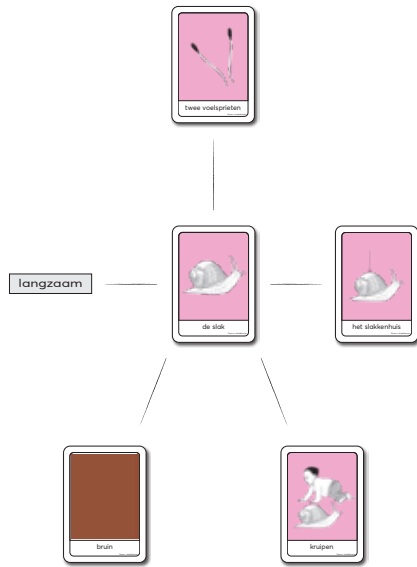 twee voelsprieten
langzaam
de slak
het slakkenhuis
bruin
kruipen